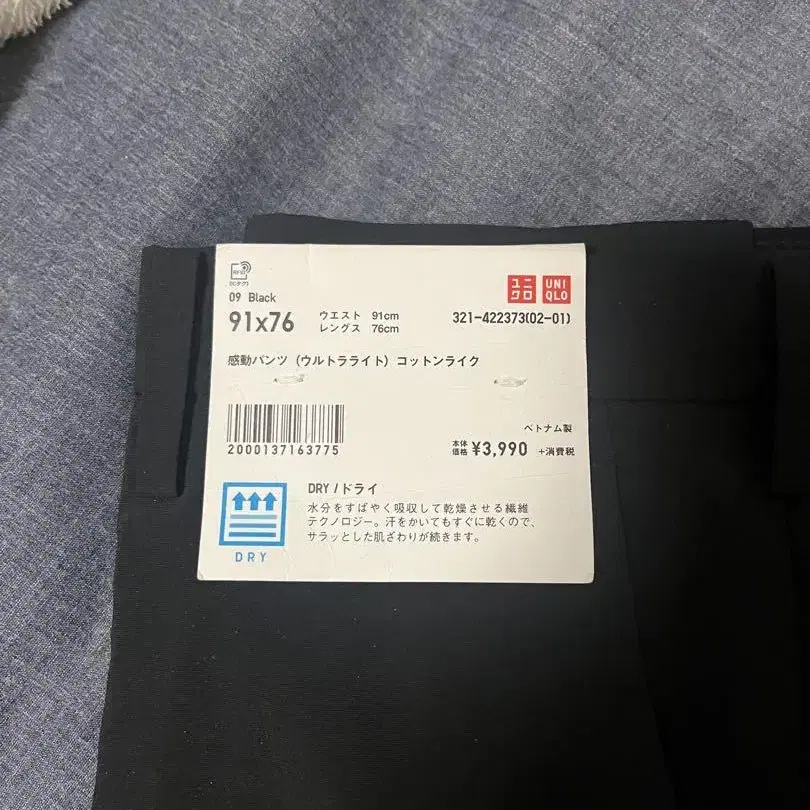 RFID
ユニ
クロ
UNI
QLO
09 Black
91x76
ウエスト 91cm
レングス 76cm
321-422373(02-01)
感動パンツ (ウルトラライト) コットンライク
2000137163775
ベトナム製
本体
価格 ¥3,990 +消費税
DRY
DRY / ドライ
水分をすばやく吸収して乾燥させる繊維
テクノロジー。汗をかいてもすぐに乾くので、
サラッとした肌ざわりが続きます。